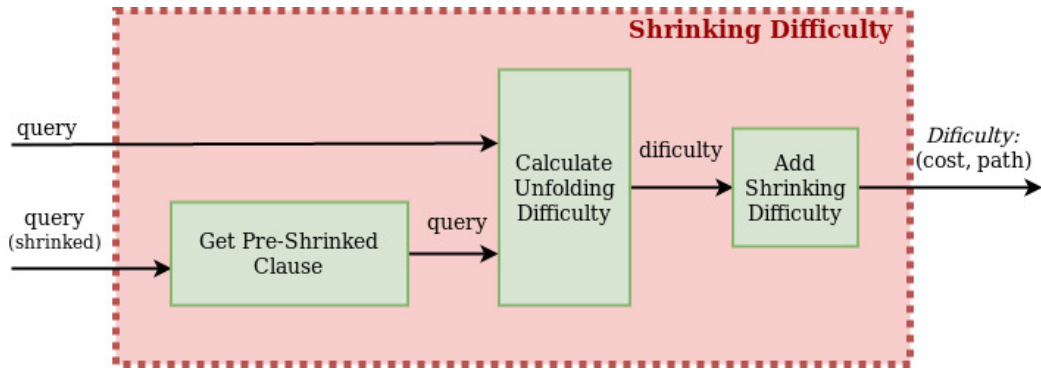 Shrinking Difficulty
query
query
(shrinked)
Get Pre-Shrinked
Clause
query
Calculate
Unfolding
Difficulty
dificulty
Add
Shrinking
Difficulty
Dificulty:
(cost, path)